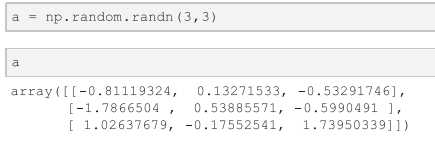 a = np.random.randn(3,3)
a
array([[-0.81119324,  0.13271533, -0.53291746],
       [-1.7866504 ,  0.53885571, -0.5990491 ],
       [ 1.02637679, -0.17552541,  1.73950339]])